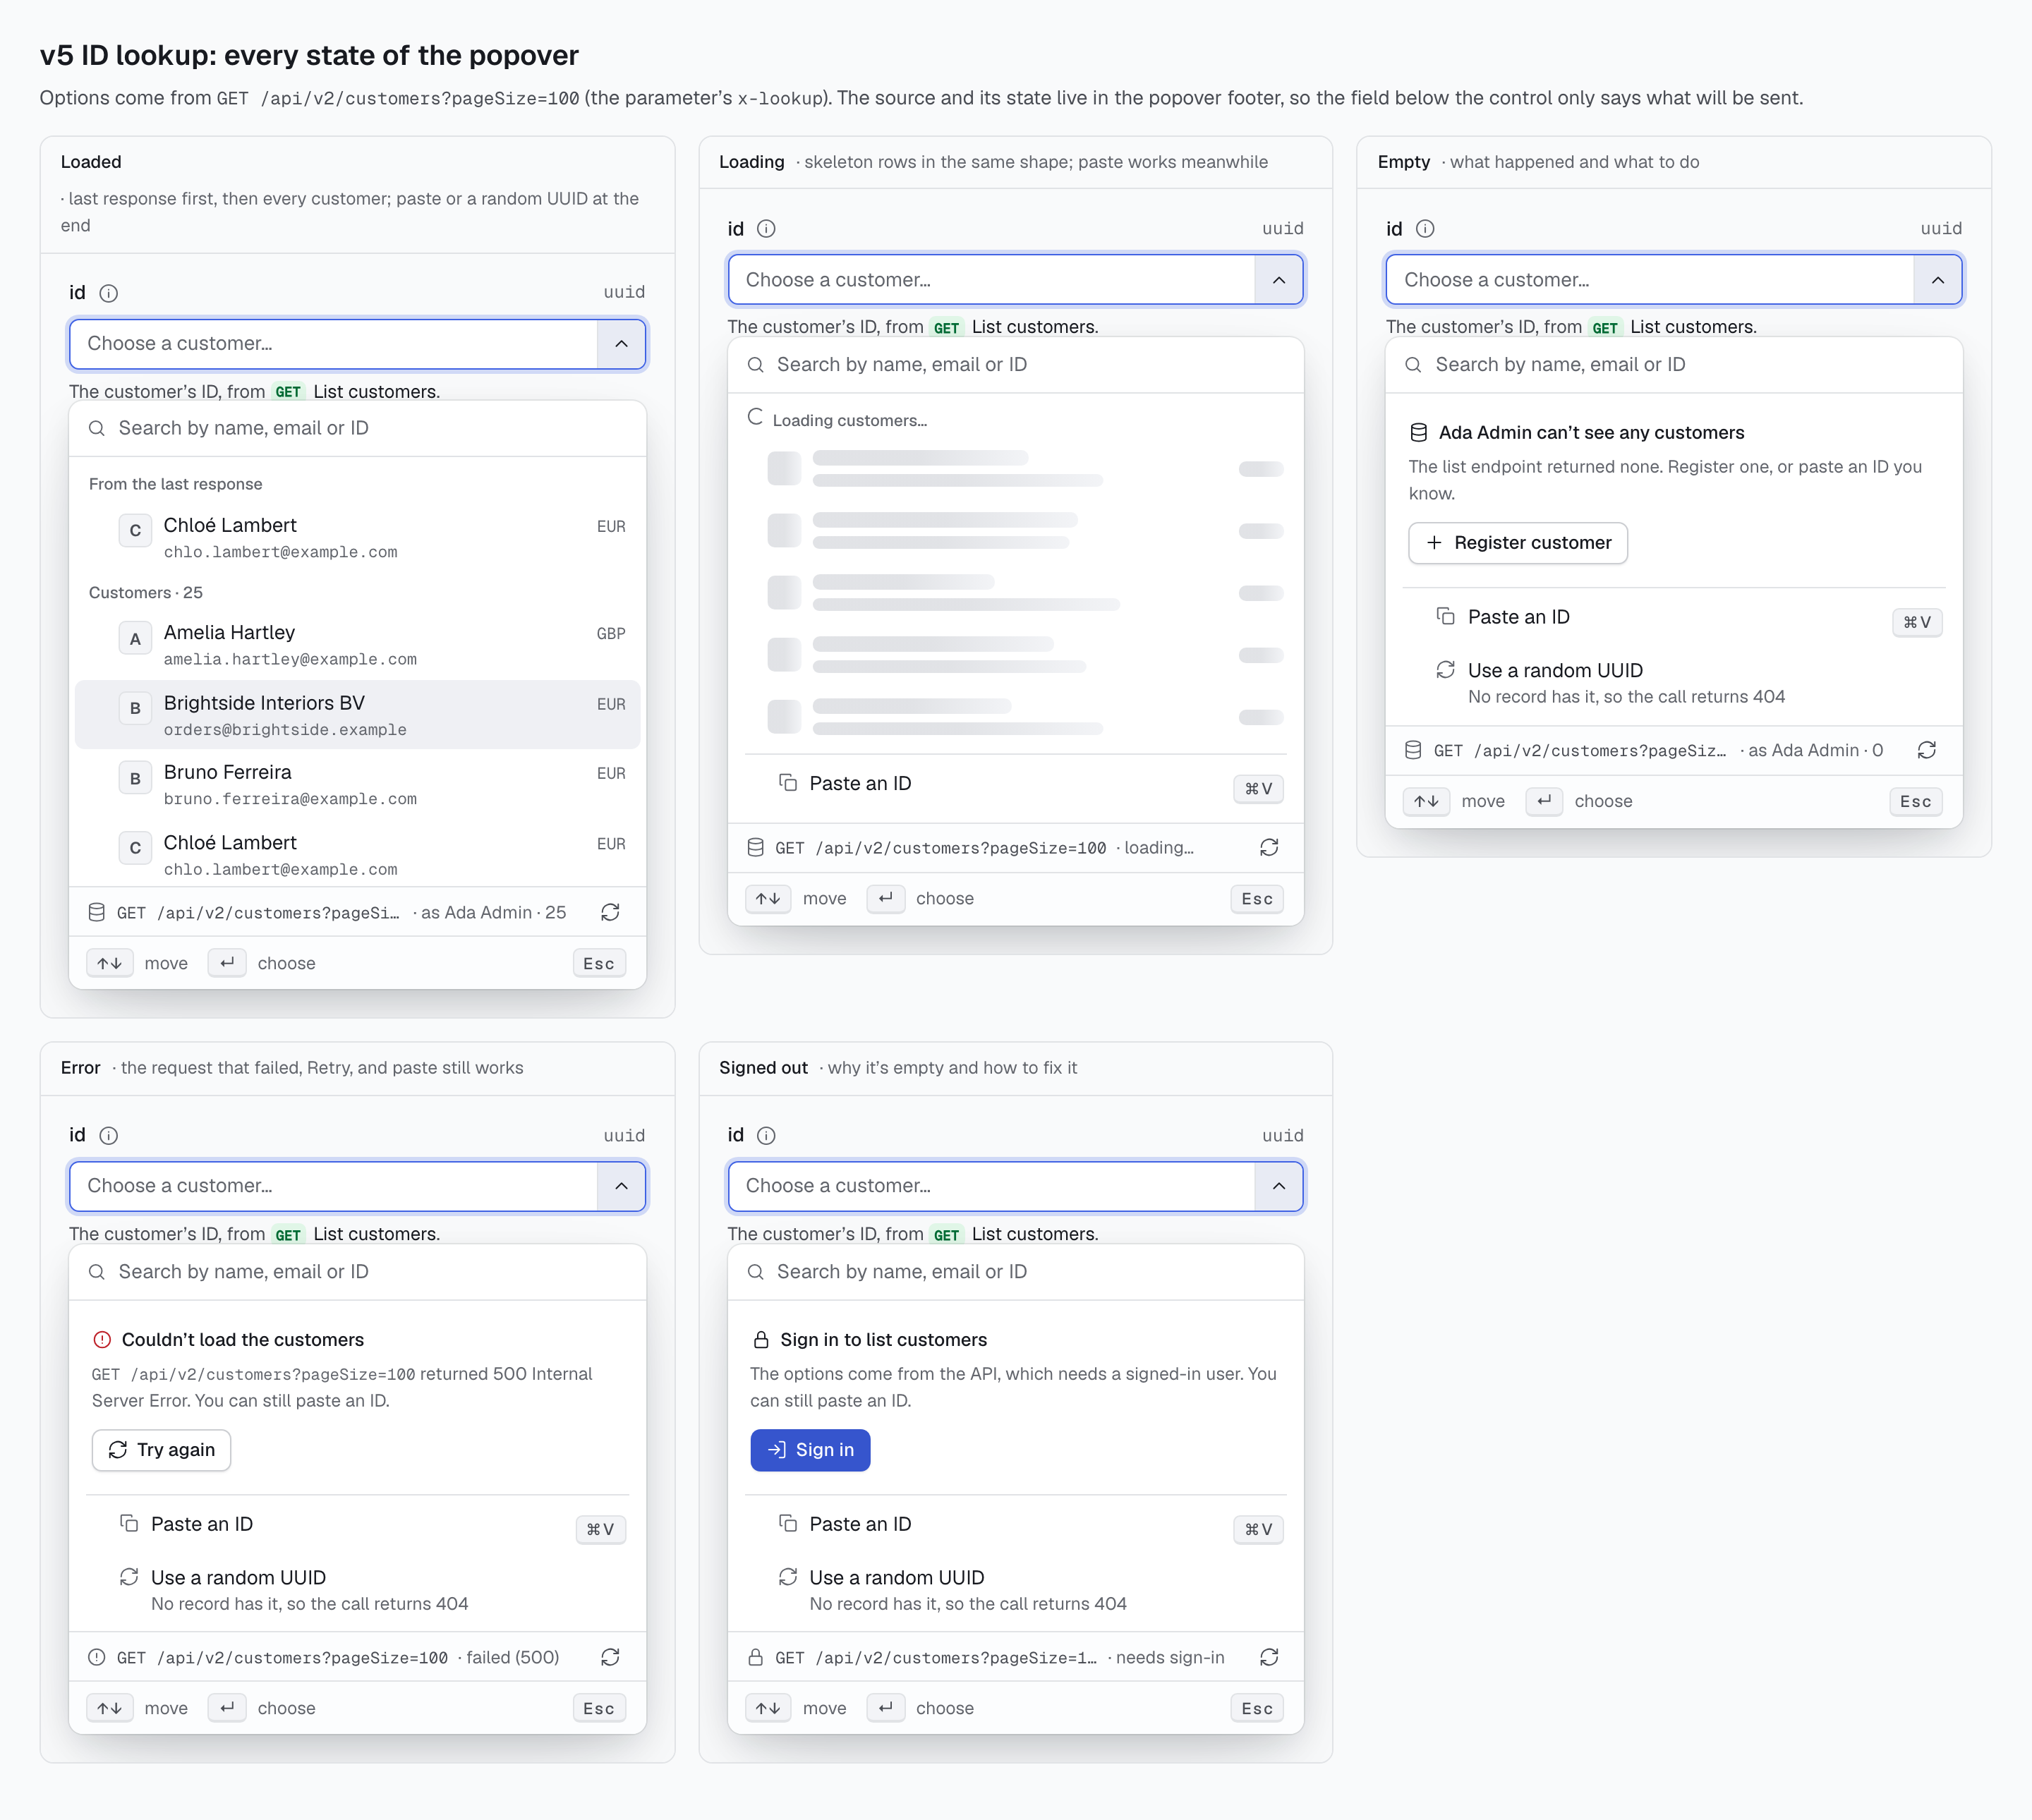 v5 ID lookup: every state of the popover
Options come from GET /api/v2/customers?pageSize=100 (the parameter’s x-lookup). The source and its state live in the popover footer, so the field below the control only says what will be sent.
Loaded
· last response first, then every customer; paste or a random UUID at the
end
id uuid
Choose a customer…
The customer’s ID, from GET List customers.
Search by name, email or ID
From the last response
C Chloé Lambert EUR
chlo.lambert@example.com
Customers · 25
A Amelia Hartley GBP
amelia.hartley@example.com
B Brightside Interiors BV EUR
orders@brightside.example
B Bruno Ferreira EUR
bruno.ferreira@example.com
C Chloé Lambert EUR
chlo.lambert@example.com
GET /api/v2/customers?pageSi… · as Ada Admin · 25
↑↓ move ↵ choose Esc
Loading · skeleton rows in the same shape; paste works meanwhile
id uuid
Choose a customer…
The customer’s ID, from GET List customers.
Search by name, email or ID
Loading customers…
Paste an ID ⌘V
GET /api/v2/customers?pageSize=100 · loading…
↑↓ move ↵ choose Esc
Empty · what happened and what to do
id uuid
Choose a customer…
The customer’s ID, from GET List customers.
Search by name, email or ID
Ada Admin can’t see any customers
The list endpoint returned none. Register one, or paste an ID you
know.
Register customer
Paste an ID ⌘V
Use a random UUID
No record has it, so the call returns 404
GET /api/v2/customers?pageSiz… · as Ada Admin · 0
↑↓ move ↵ choose Esc
Error · the request that failed, Retry, and paste still works
id uuid
Choose a customer…
The customer’s ID, from GET List customers.
Search by name, email or ID
Couldn’t load the customers
GET /api/v2/customers?pageSize=100 returned 500 Internal
Server Error. You can still paste an ID.
Try again
Paste an ID ⌘V
Use a random UUID
No record has it, so the call returns 404
GET /api/v2/customers?pageSize=100 · failed (500)
↑↓ move ↵ choose Esc
Signed out · why it’s empty and how to fix it
id uuid
Choose a customer…
The customer’s ID, from GET List customers.
Search by name, email or ID
Sign in to list customers
The options come from the API, which needs a signed-in user. You
can still paste an ID.
Sign in
Paste an ID ⌘V
Use a random UUID
No record has it, so the call returns 404
GET /api/v2/customers?pageSize=1… · needs sign-in
↑↓ move ↵ choose Esc